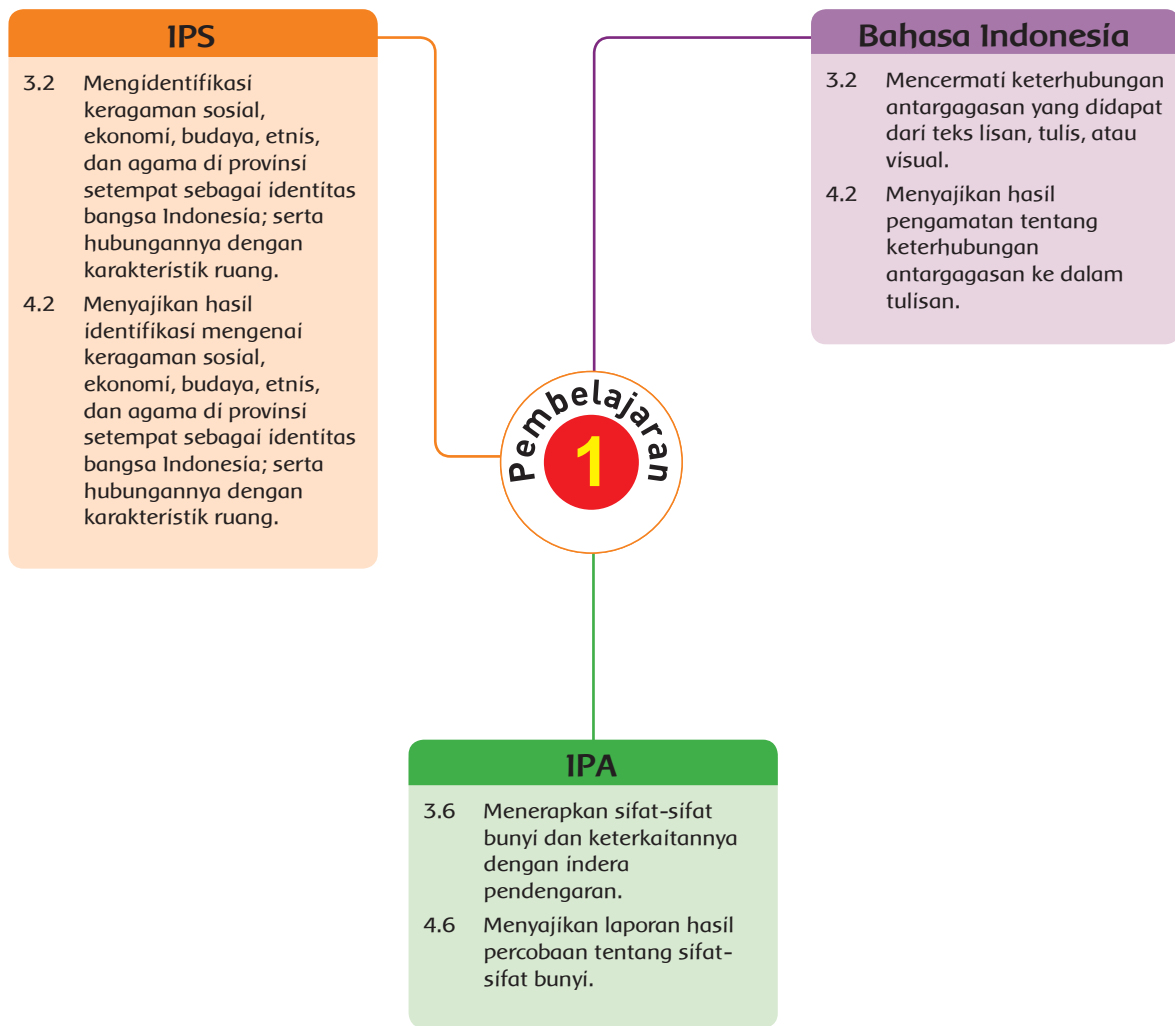 IPS
3.2 Mengidentifikasi
keragaman sosial,
ekonomi, budaya, etnis,
dan agama di provinsi
setempat sebagai identitas
bangsa Indonesia; serta
hubungannya dengan
karakteristik ruang.
4.2 Menyajikan hasil
identifikasi mengenai
keragaman sosial,
ekonomi, budaya, etnis,
dan agama di provinsi
setempat sebagai identitas
bangsa Indonesia; serta
hubungannya dengan
karakteristik ruang.
Bahasa Indonesia
3.2 Mencermati keterhubungan
antargagasan yang didapat
dari teks lisan, tulis, atau
visual.
4.2 Menyajikan hasil
pengamatan tentang
keterhubungan
antargagasan ke dalam
tulisan.
Pembelajaran
1
IPA
3.6 Menerapkan sifat-sifat
bunyi dan keterkaitannya
dengan indera
pendengaran.
4.6 Menyajikan laporan hasil
percobaan tentang sifat-
sifat bunyi.